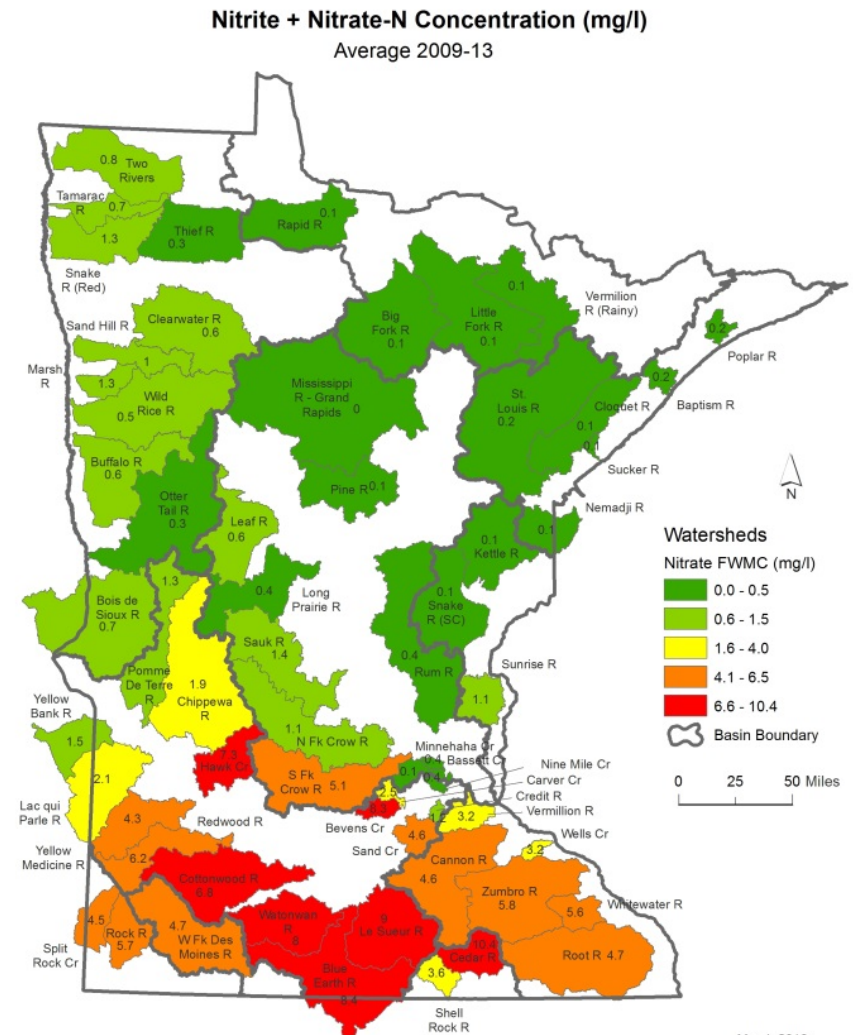 Nitrite + Nitrate-N Concentration (mg/l)
Average 2009-13
0.8 Two
Rivers
Tamarac
R
0.7
1.3
Thief R
0.3
0.1
Rapid R
Snake
R (Red)
Clearwater R
0.6
Sand Hill R
1
Marsh
R
1.3
Wild
Rice R
0.5
Buffalo R
0.6
Big
Fork R
0.1
Little
Fork R
0.1
0.1
Vermilion
R (Rainy)
0.2
Poplar R
0.2
Baptism R
Mississippi
R - Grand
Rapids 0
St.
Louis R
0.2
Cloquet R
0.1
0.1
Sucker R
N
Pine R 0.1
Otter
Tail R
0.3
Leaf R
0.6
Nemadji R
0.1
0.1
Kettle R
Watersheds
Nitrate FWMC (mg/l)
0.0 - 0.5
0.6 - 1.5
1.6 - 4.0
4.1 - 6.5
6.6 - 10.4
Basin Boundary
0 25 50 Miles
1.3
0.4
Long
Prairie R
Bois de
Sioux R
0.7
0.1
Snake
R (SC)
Sauk R
1.4
0.4
Rum R
Sunrise R
1.1
Pomme
De Terre
R
1.9
Chippewa
R
Yellow
Bank R
1.5
1.1
N Fk Crow R
7.3
Hawk Cr
S Fk
Crow R 5.1
Minnehaha Cr
0.4
Bassett Cr
0.1
0.4
Nine Mile Cr
Carver Cr
Credit R
Vermillion R
2.1
Lac qui
Parle R
4.3
Redwood R
Bevens Cr
Sand Cr
4.6
3.2
Wells Cr
3.2
Yellow
Medicine R
6.2
Cottonwood R
6.8
Cannon R
4.6
Zumbro R
5.8
5.6
Whitewater R
Split
Rock Cr
4.5
Rock R
5.7
4.7
W Fk Des
Moines R
Watonwan
R
8
9
Le Sueur R
10.4
Cedar R
Root R 4.7
Blue
Earth R
8.4
3.6
Shell
Rock R